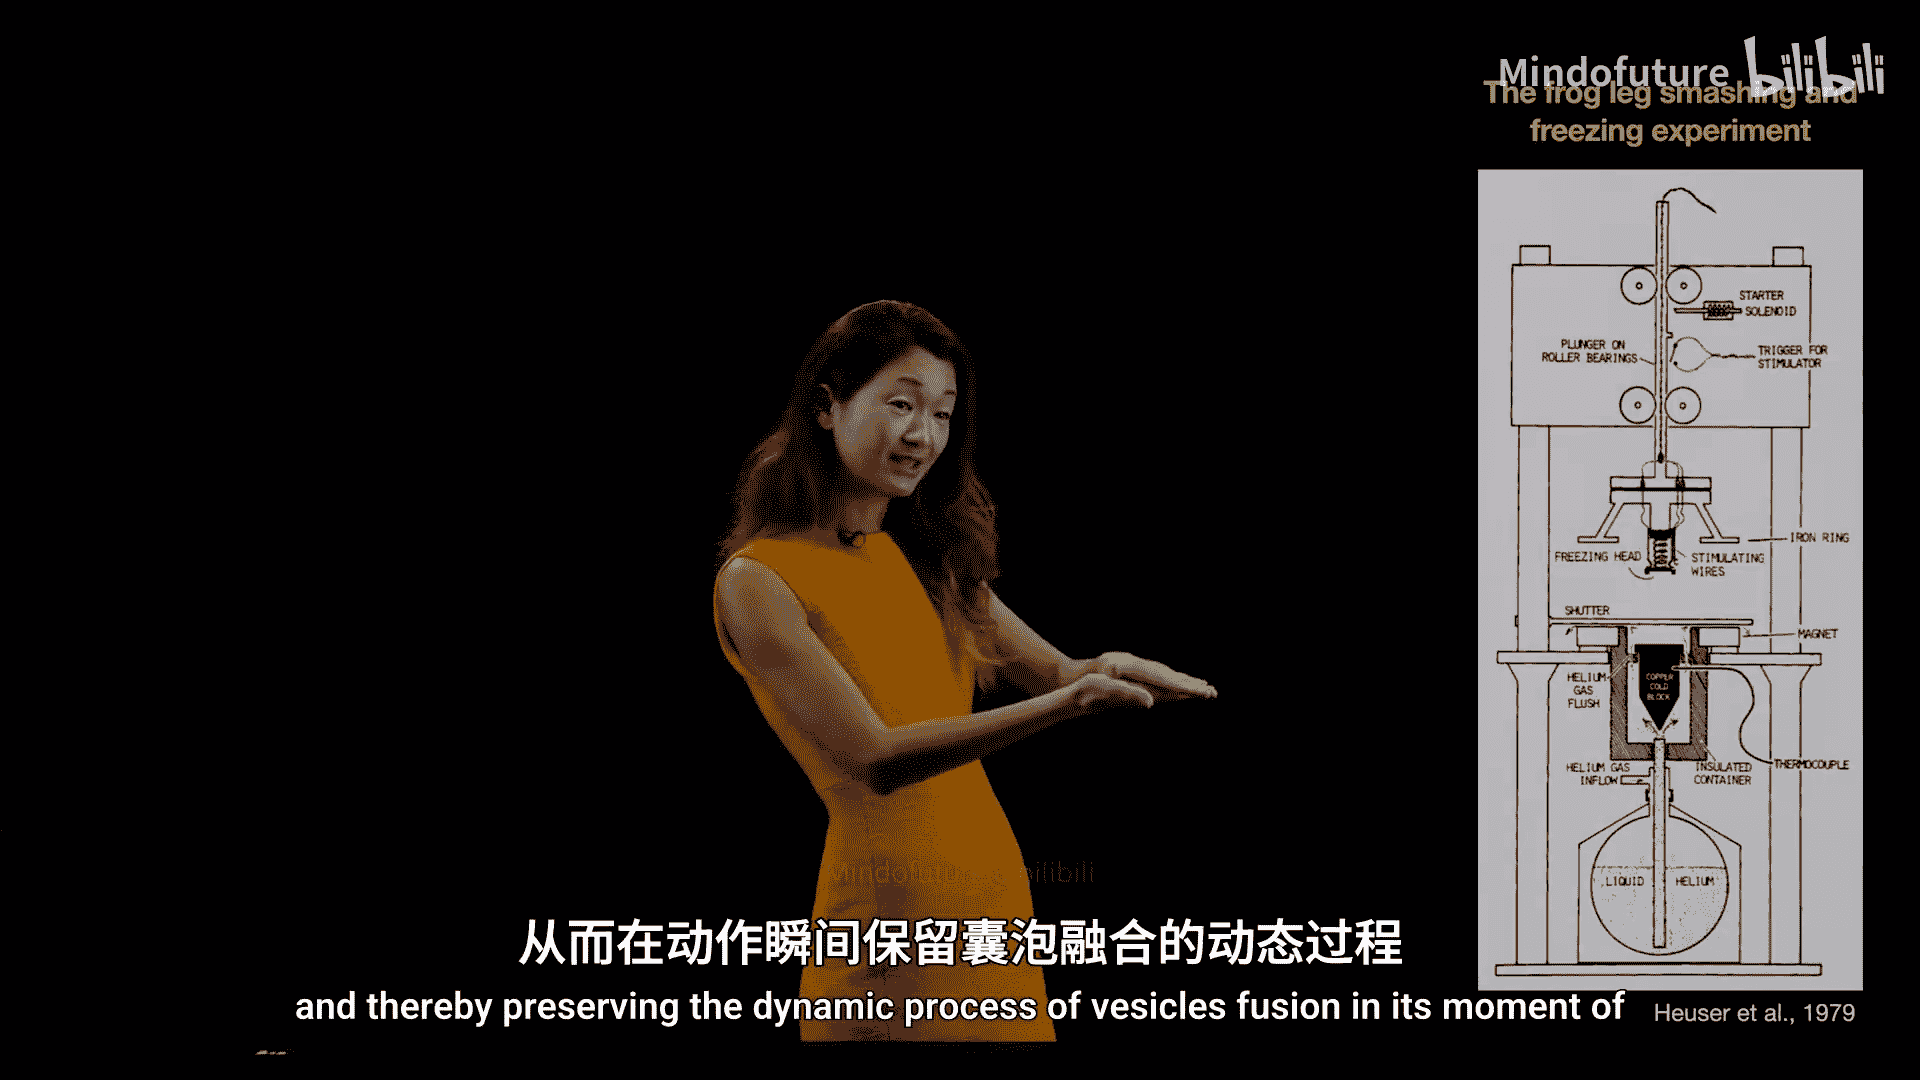 Mindofuture bilibili
The frog leg smashing and
freezing experiment
STARTER
SOLENOID
PLUNGER ON
ROLLER BEARINGS
TRIGGER FOR
STIMULATOR
IRON RING
FREEZING HEAD
STIMULATING
WIRES
SHUTTER
MAGNET
HELIUM
GAS
FLUSH
COPPER
COLD
BLOCK
HELIUM GAS
INFLOW
INSULATED
CONTAINER
THERMOCOUPLE
LIQUID HELIUM
从而在动作瞬间保留囊泡融合的动态过程
and thereby preserving the dynamic process of vesicles fusion in its moment of
Heuser et al., 1979